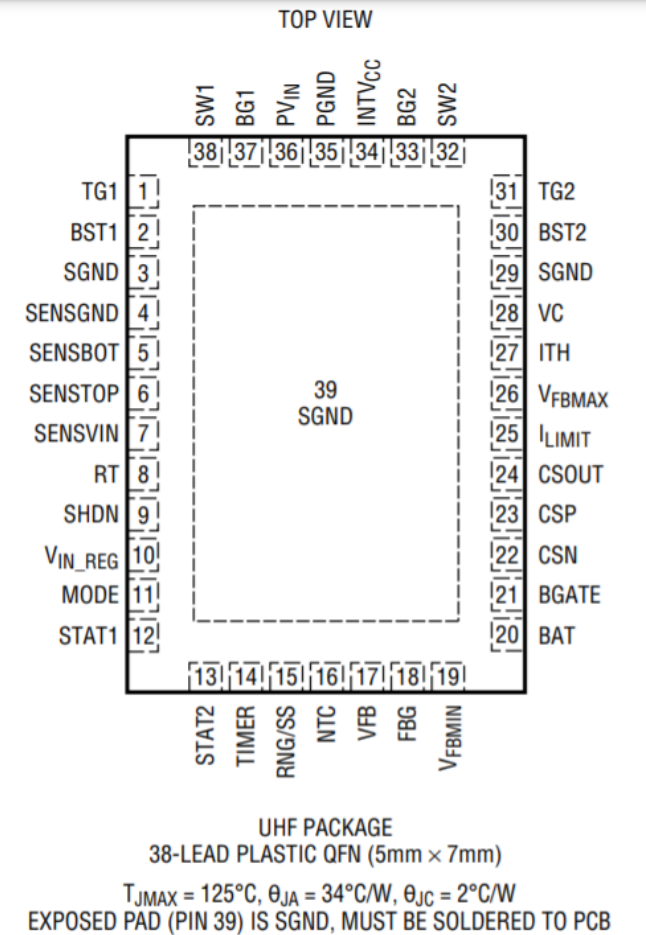 TOP VIEW
SW1 BG1 PVIN PGND INTVCC BG2 SW2
38 37 36 35 34 33 32
TG1 1 31 TG2
BST1 2 30 BST2
SGND 3 29 SGND
SENSGND 4 28 VC
SENSBOT 5 27 ITH
SENSTOP 6 26 VFBMAX
39
SGND
SENSVIN 7 25 ILIMIT
RT 8 24 CSOUT
SHDN 9 23 CSP
VIN_REG 10 22 CSN
MODE 11 21 BGATE
STAT1 12 20 BAT
13 14 15 16 17 18 19
STAT2 TIMER RNG/SS NTC VFB FBG VFBMIN
UHF PACKAGE
38-LEAD PLASTIC QFN (5mm × 7mm)
TJMAX = 125°C, θJA = 34°C/W, θJC = 2°C/W
EXPOSED PAD (PIN 39) IS SGND, MUST BE SOLDERED TO PCB